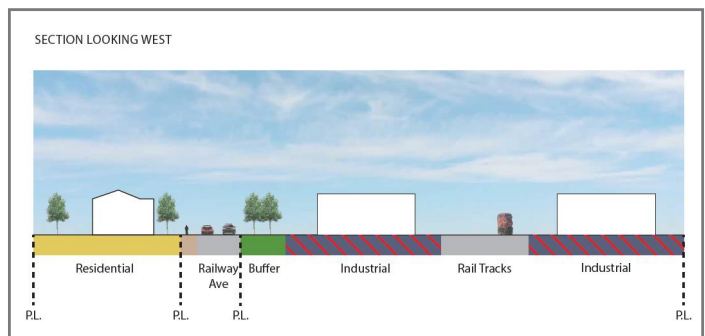 SECTION LOOKING WEST
Residential
Railway
Ave
Buffer
Industrial
Rail Tracks
Industrial
P.L.
P.L.
P.L.
P.L.